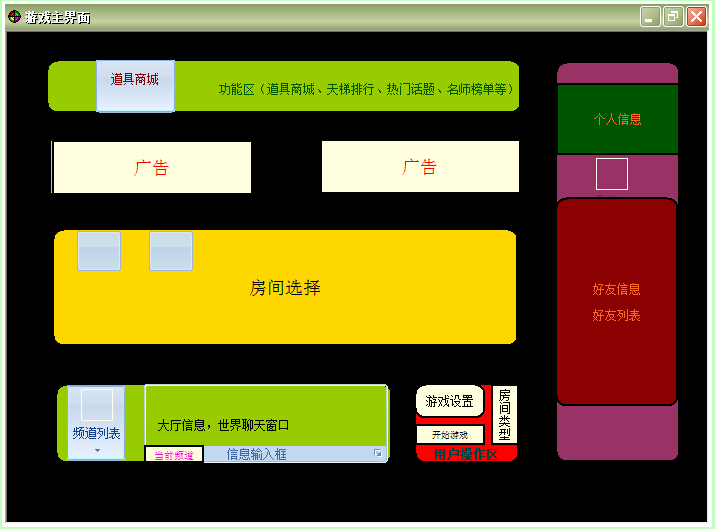 游戏主界面
道具商城
功能区（道具商城、天梯排行、热门话题、名师榜单等）
个人信息
广告
广告
房间选择
好友信息
好友列表
频道列表
大厅信息，世界聊天窗口
当前频道
信息输入框
游戏设置
开始游戏
房间类型
用户操作区